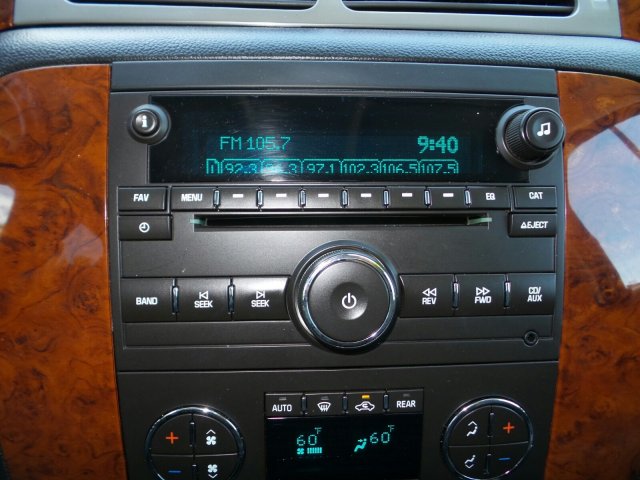 i
FM 105.7 9:40
92.3 97.1 102.3 106.5 107.5
FAV MENU EQ CAT
EJECT
BAND SEEK SEEK REV FWD CD/
AUX
AUTO REAR
60°F 60°F